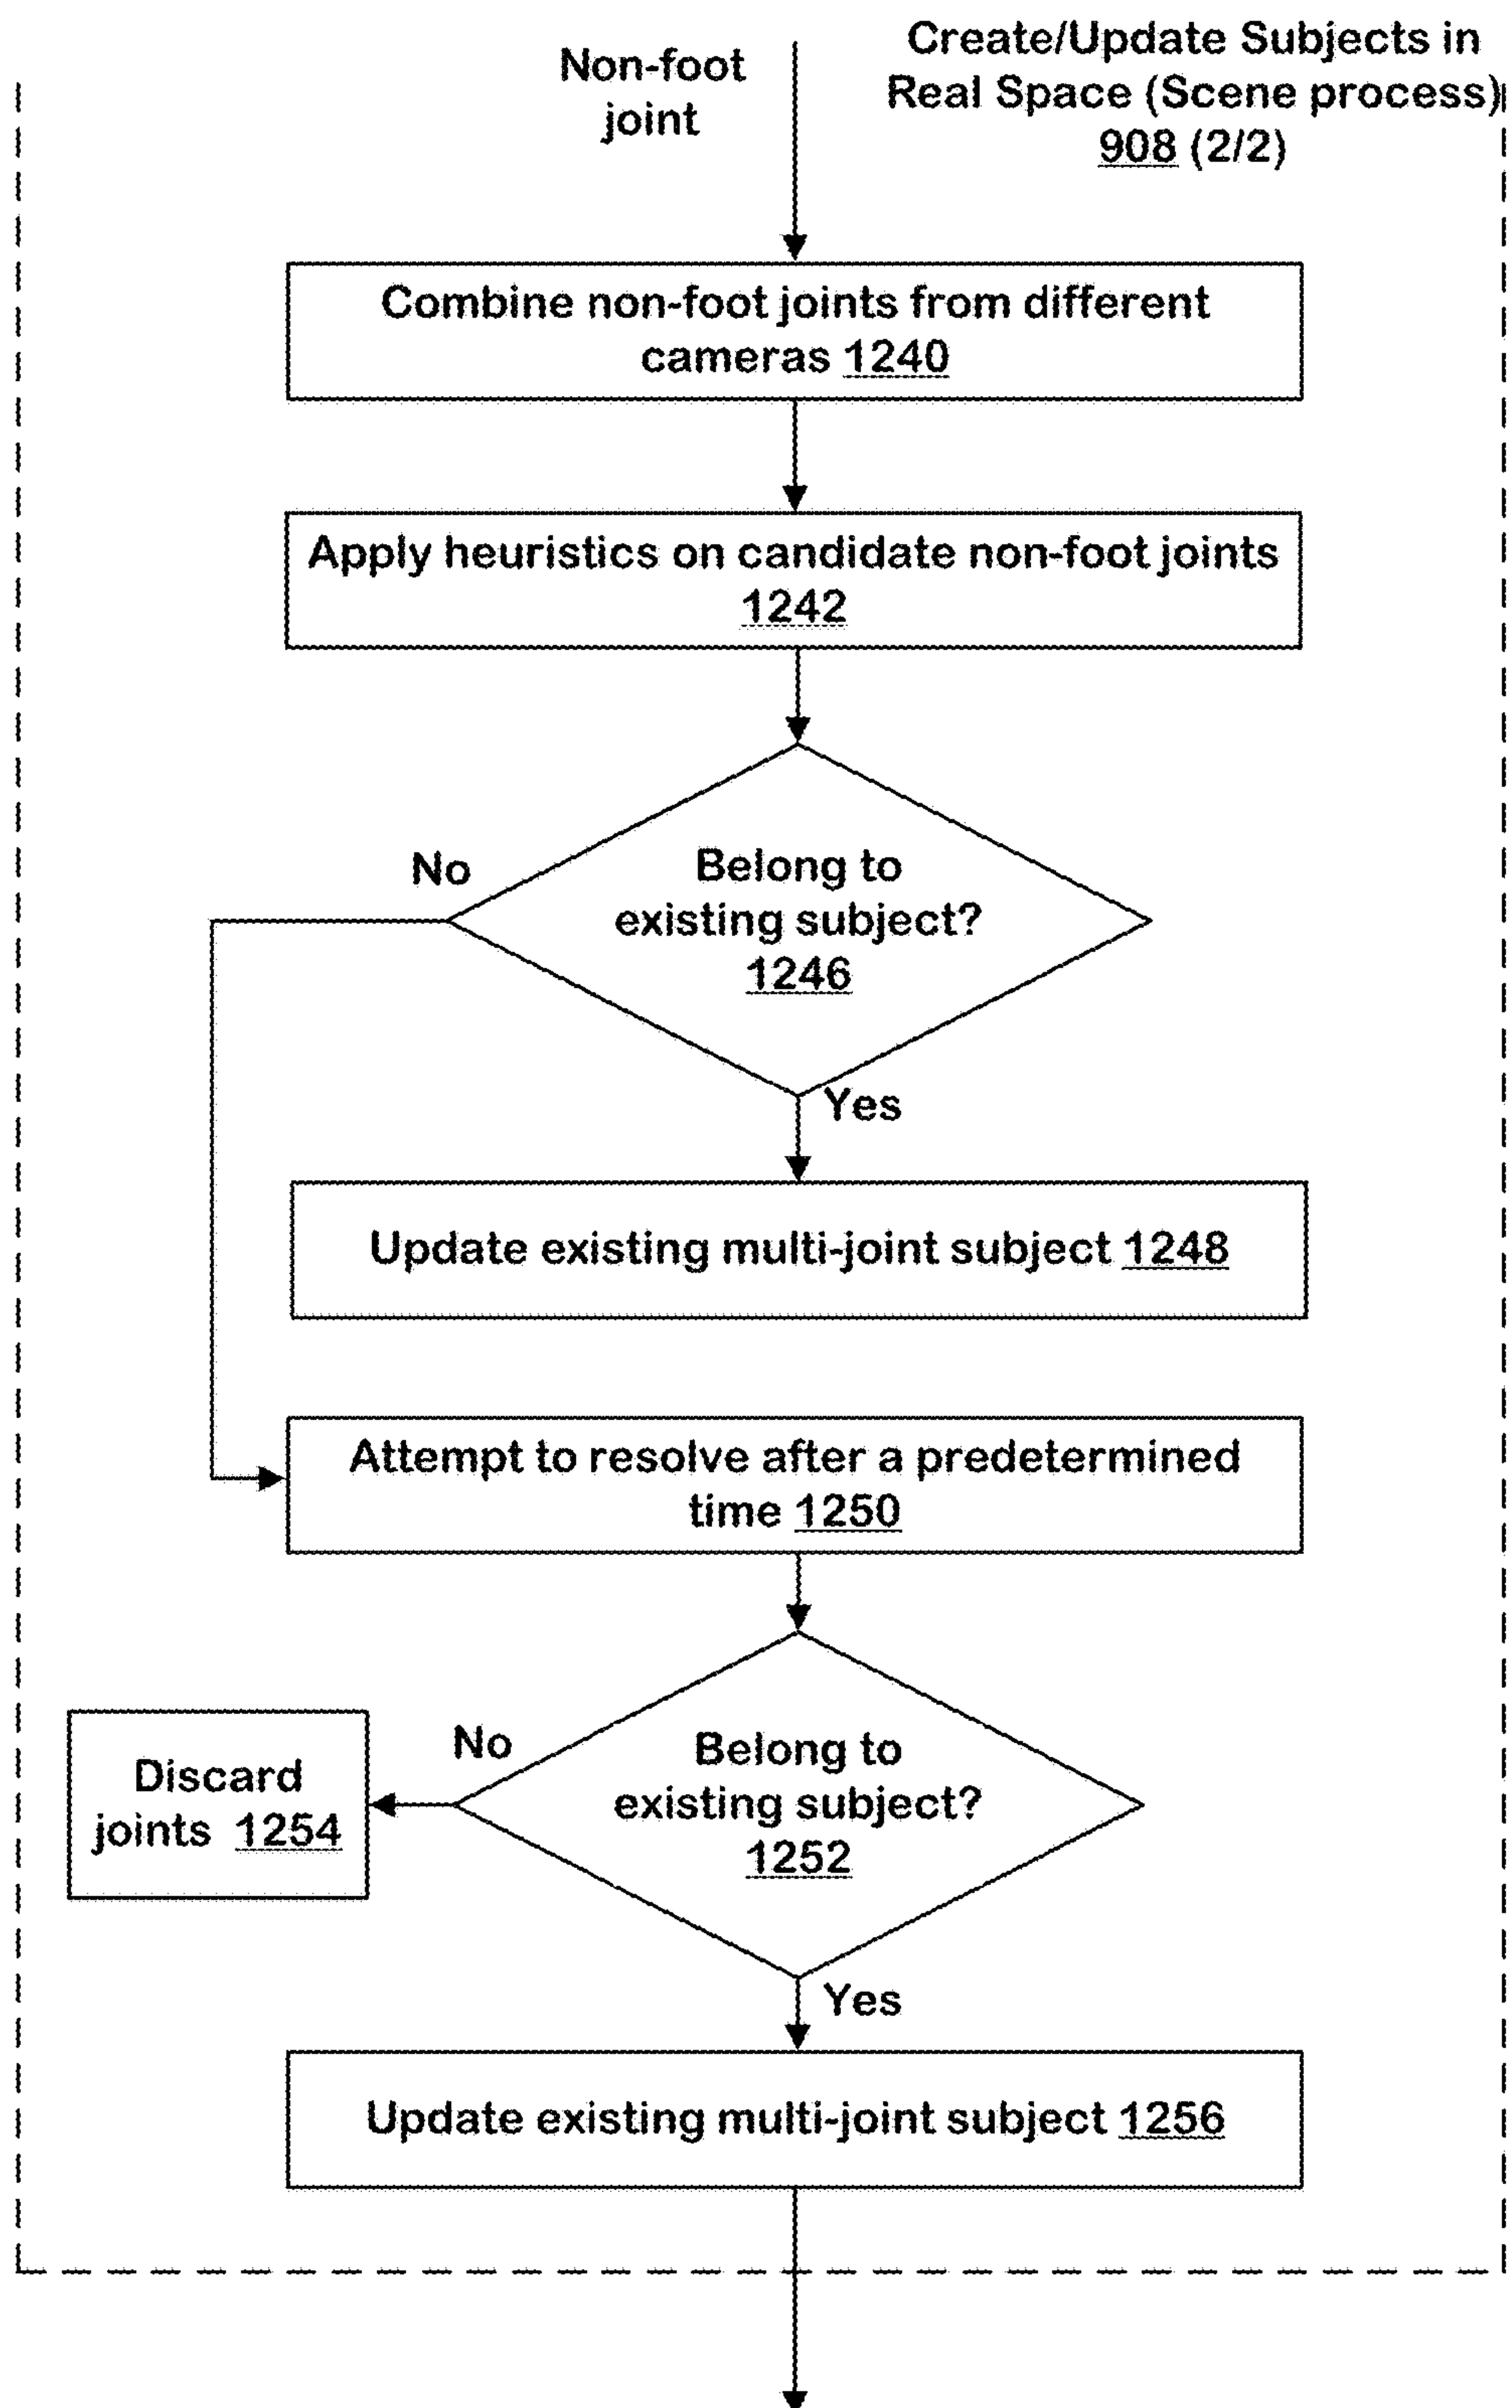 Non-foot
joint
Create/Update Subjects in
Real Space (Scene process)
908 (2/2)
Combine non-foot joints from different
cameras 1240
Apply heuristics on candidate non-foot joints
1242
No
Belong to
existing subject?
1246
Yes
Update existing multi-joint subject 1248
Attempt to resolve after a predetermined
time 1250
Discard
joints 1254
No
Belong to
existing subject?
1252
Yes
Update existing multi-joint subject 1256